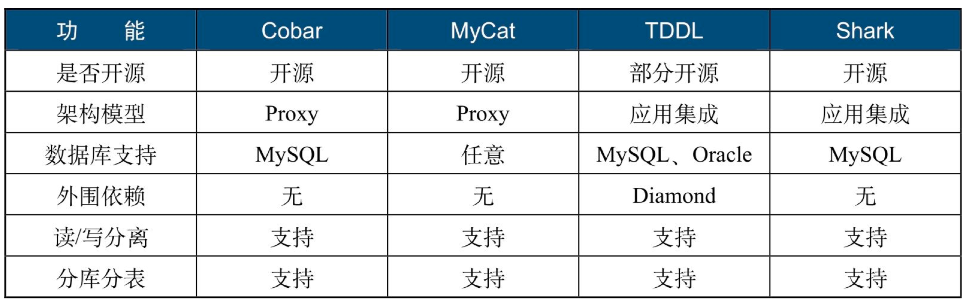 功 能 Cobar MyCat TDDL Shark
是否开源 开源 开源 部分开源 开源
架构模型 Proxy Proxy 应用集成 应用集成
数据库支持 MySQL 任意 MySQL、Oracle MySQL
外围依赖 无 无 Diamond 无
读/写分离 支持 支持 支持 支持
分库分表 支持 支持 支持 支持